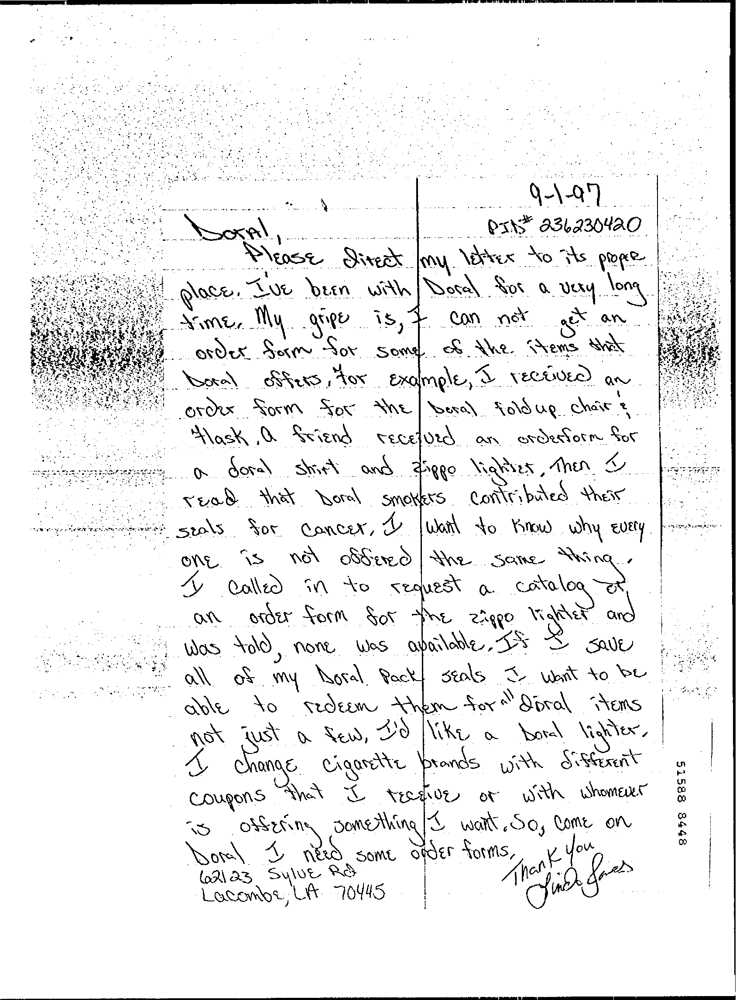 9-1-97
PIN# 236230420
Doral,
Please direct my letter to its proper
place. I've been with Doral for a very long
time. My gripe is, I can not get an
order form for some of the items that
Doral offers, for example, I received an
order form for the Doral foldup chair &
flask, a friend received an orderform for
a doral shirt and zippo lighter, Then I
read that Doral smokers contributed their
seals for cancer, I want to know why every
one is not offered the same thing.
I called in to request a catalog or
an order form for the zippo lighter and
was told, none was available. If I save
all of my Doral Pack seals I want to be
able to redeem them for all doral items
not just a few, I'd like a Doral lighter,
I change cigarette brands with different
coupons that I receive or with whomever
is offering something I want. So, come on
Doral I need some order forms,
Thank you
Linda Jones
62123 Sylve Rd
Lacombe, LA 70445
51588 8448